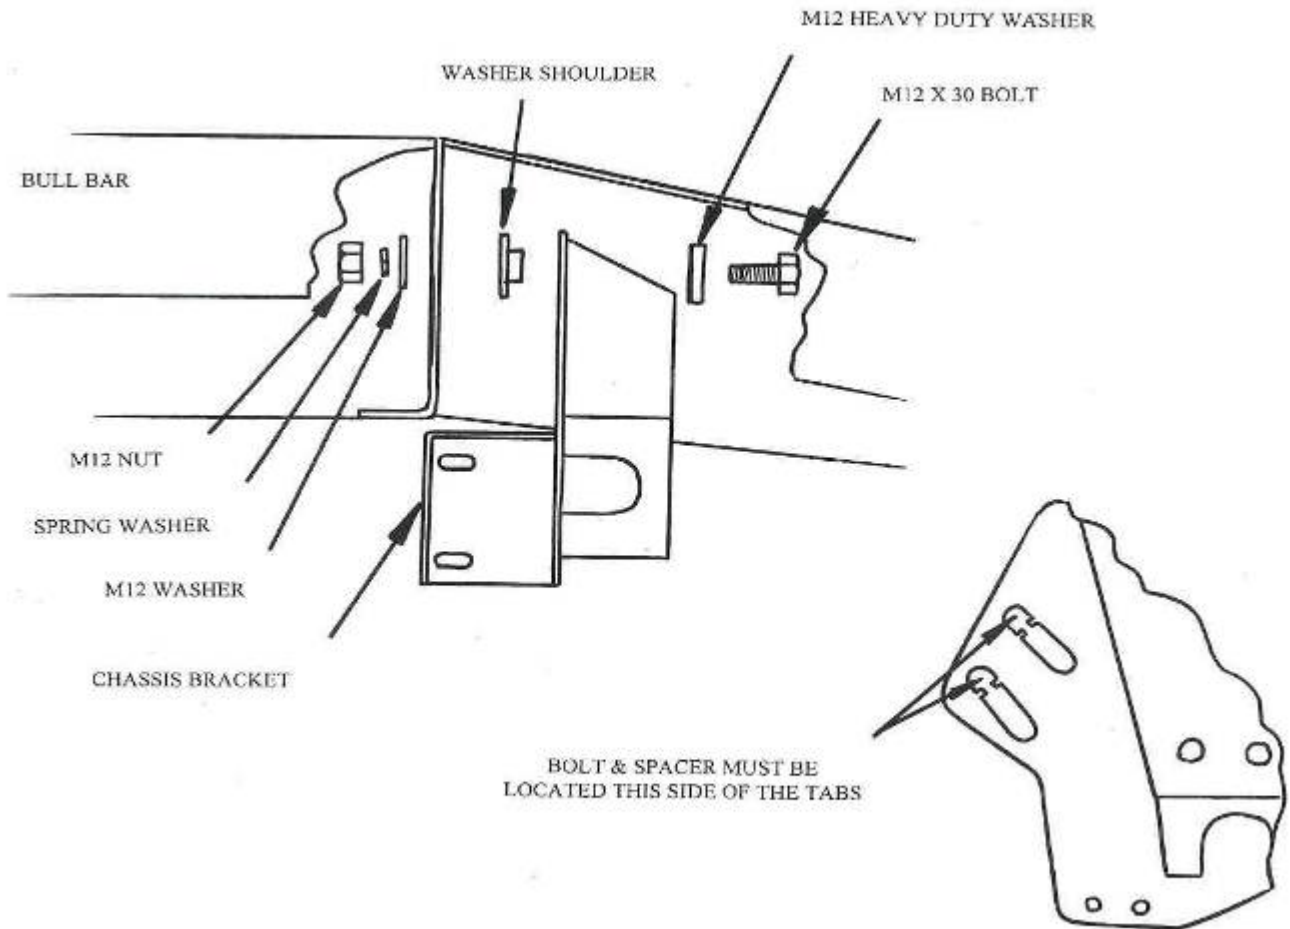 M12 HEAVY DUTY WASHER
WASHER SHOULDER
M12 X 30 BOLT
BULL BAR
M12 NUT
SPRING WASHER
M12 WASHER
CHASSIS BRACKET
BOLT & SPACER MUST BE
LOCATED THIS SIDE OF THE TABS